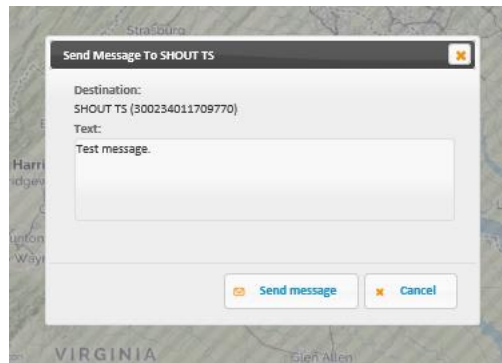 Strasburg
Send Message To SHOUT TS
Destination:
SHOUT TS (300234011709770)
Text:
Test message.
Harri
Send message
Cancel
VIRGINIA
Glen Allen